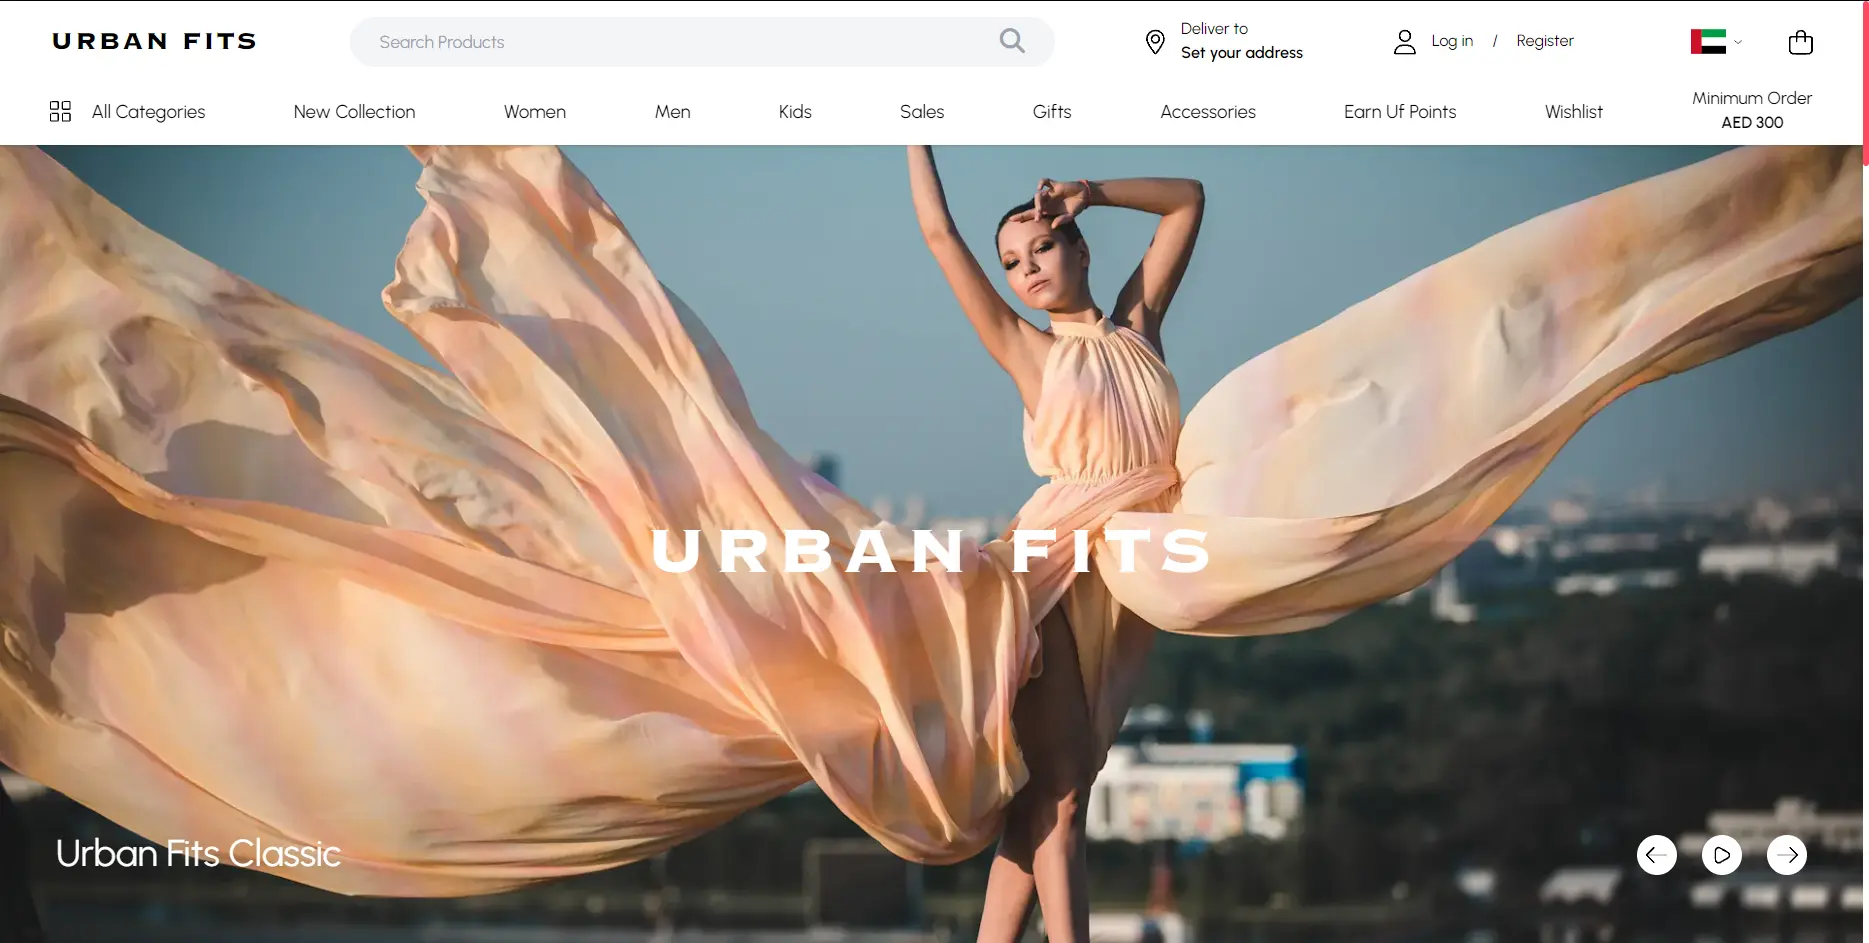 URBAN FITS
Search Products
Deliver to
Set your address
Log in / Register
All Categories
New Collection
Women
Men
Kids
Sales
Gifts
Accessories
Earn Uf Points
Wishlist
Minimum Order
AED 300
URBAN FITS
Urban Fits Classic